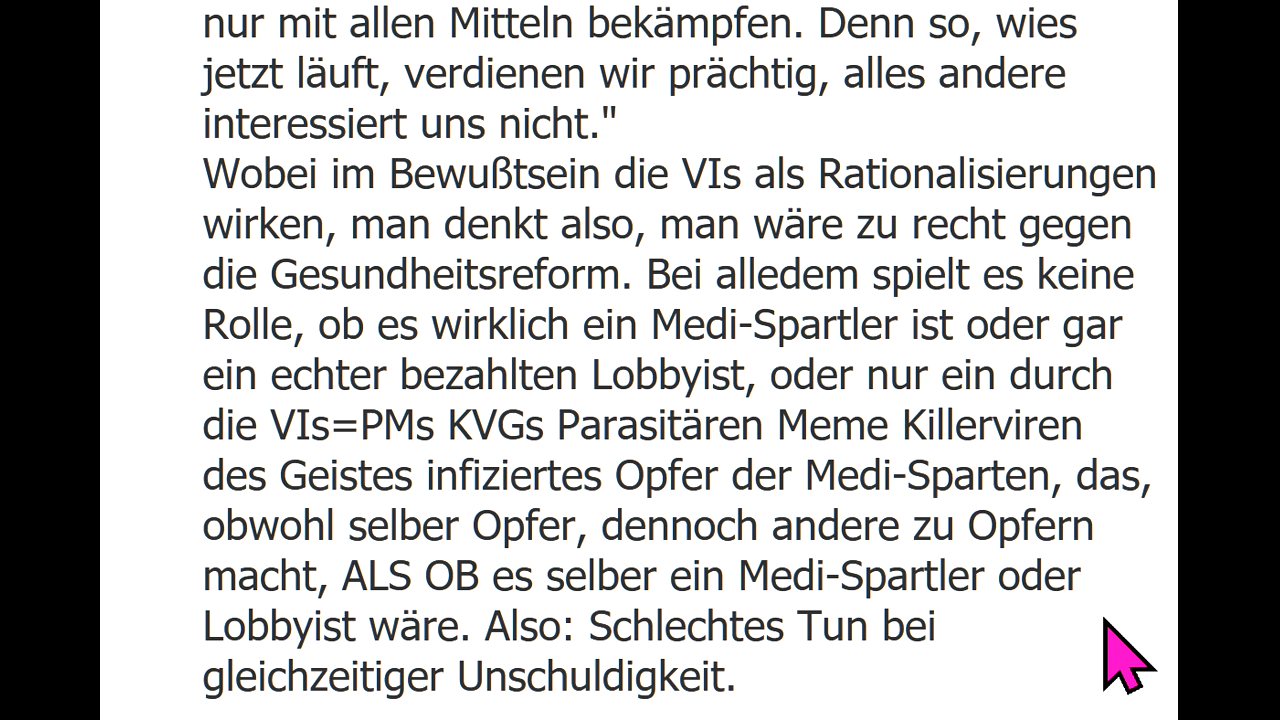 nur mit allen Mitteln bekämpfen. Denn so, wies
jetzt läuft, verdienen wir prächtig, alles andere
interessiert uns nicht."
Wobei im Bewußtsein die VIs als Rationalisierungen
wirken, man denkt also, man wäre zu recht gegen
die Gesundheitsreform. Bei alledem spielt es keine
Rolle, ob es wirklich ein Medi-Spartler ist oder gar
ein echter bezahlten Lobbyist, oder nur ein durch
die VIs=PMs KVGs Parasitären Meme Killerviren
des Geistes infiziertes Opfer der Medi-Sparten, das,
obwohl selber Opfer, dennoch andere zu Opfern
macht, ALS OB es selber ein Medi-Spartler oder
Lobbyist wäre. Also: Schlechtes Tun bei
gleichzeitiger Unschuldigkeit.